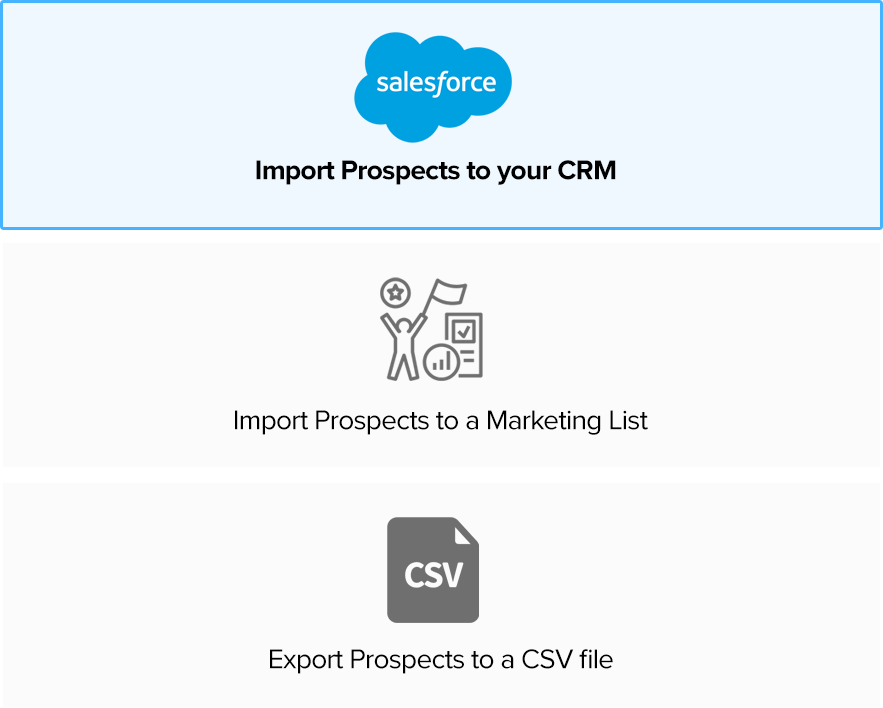 salesforce
Import Prospects to your CRM
Import Prospects to a Marketing List
CSV
Export Prospects to a CSV file